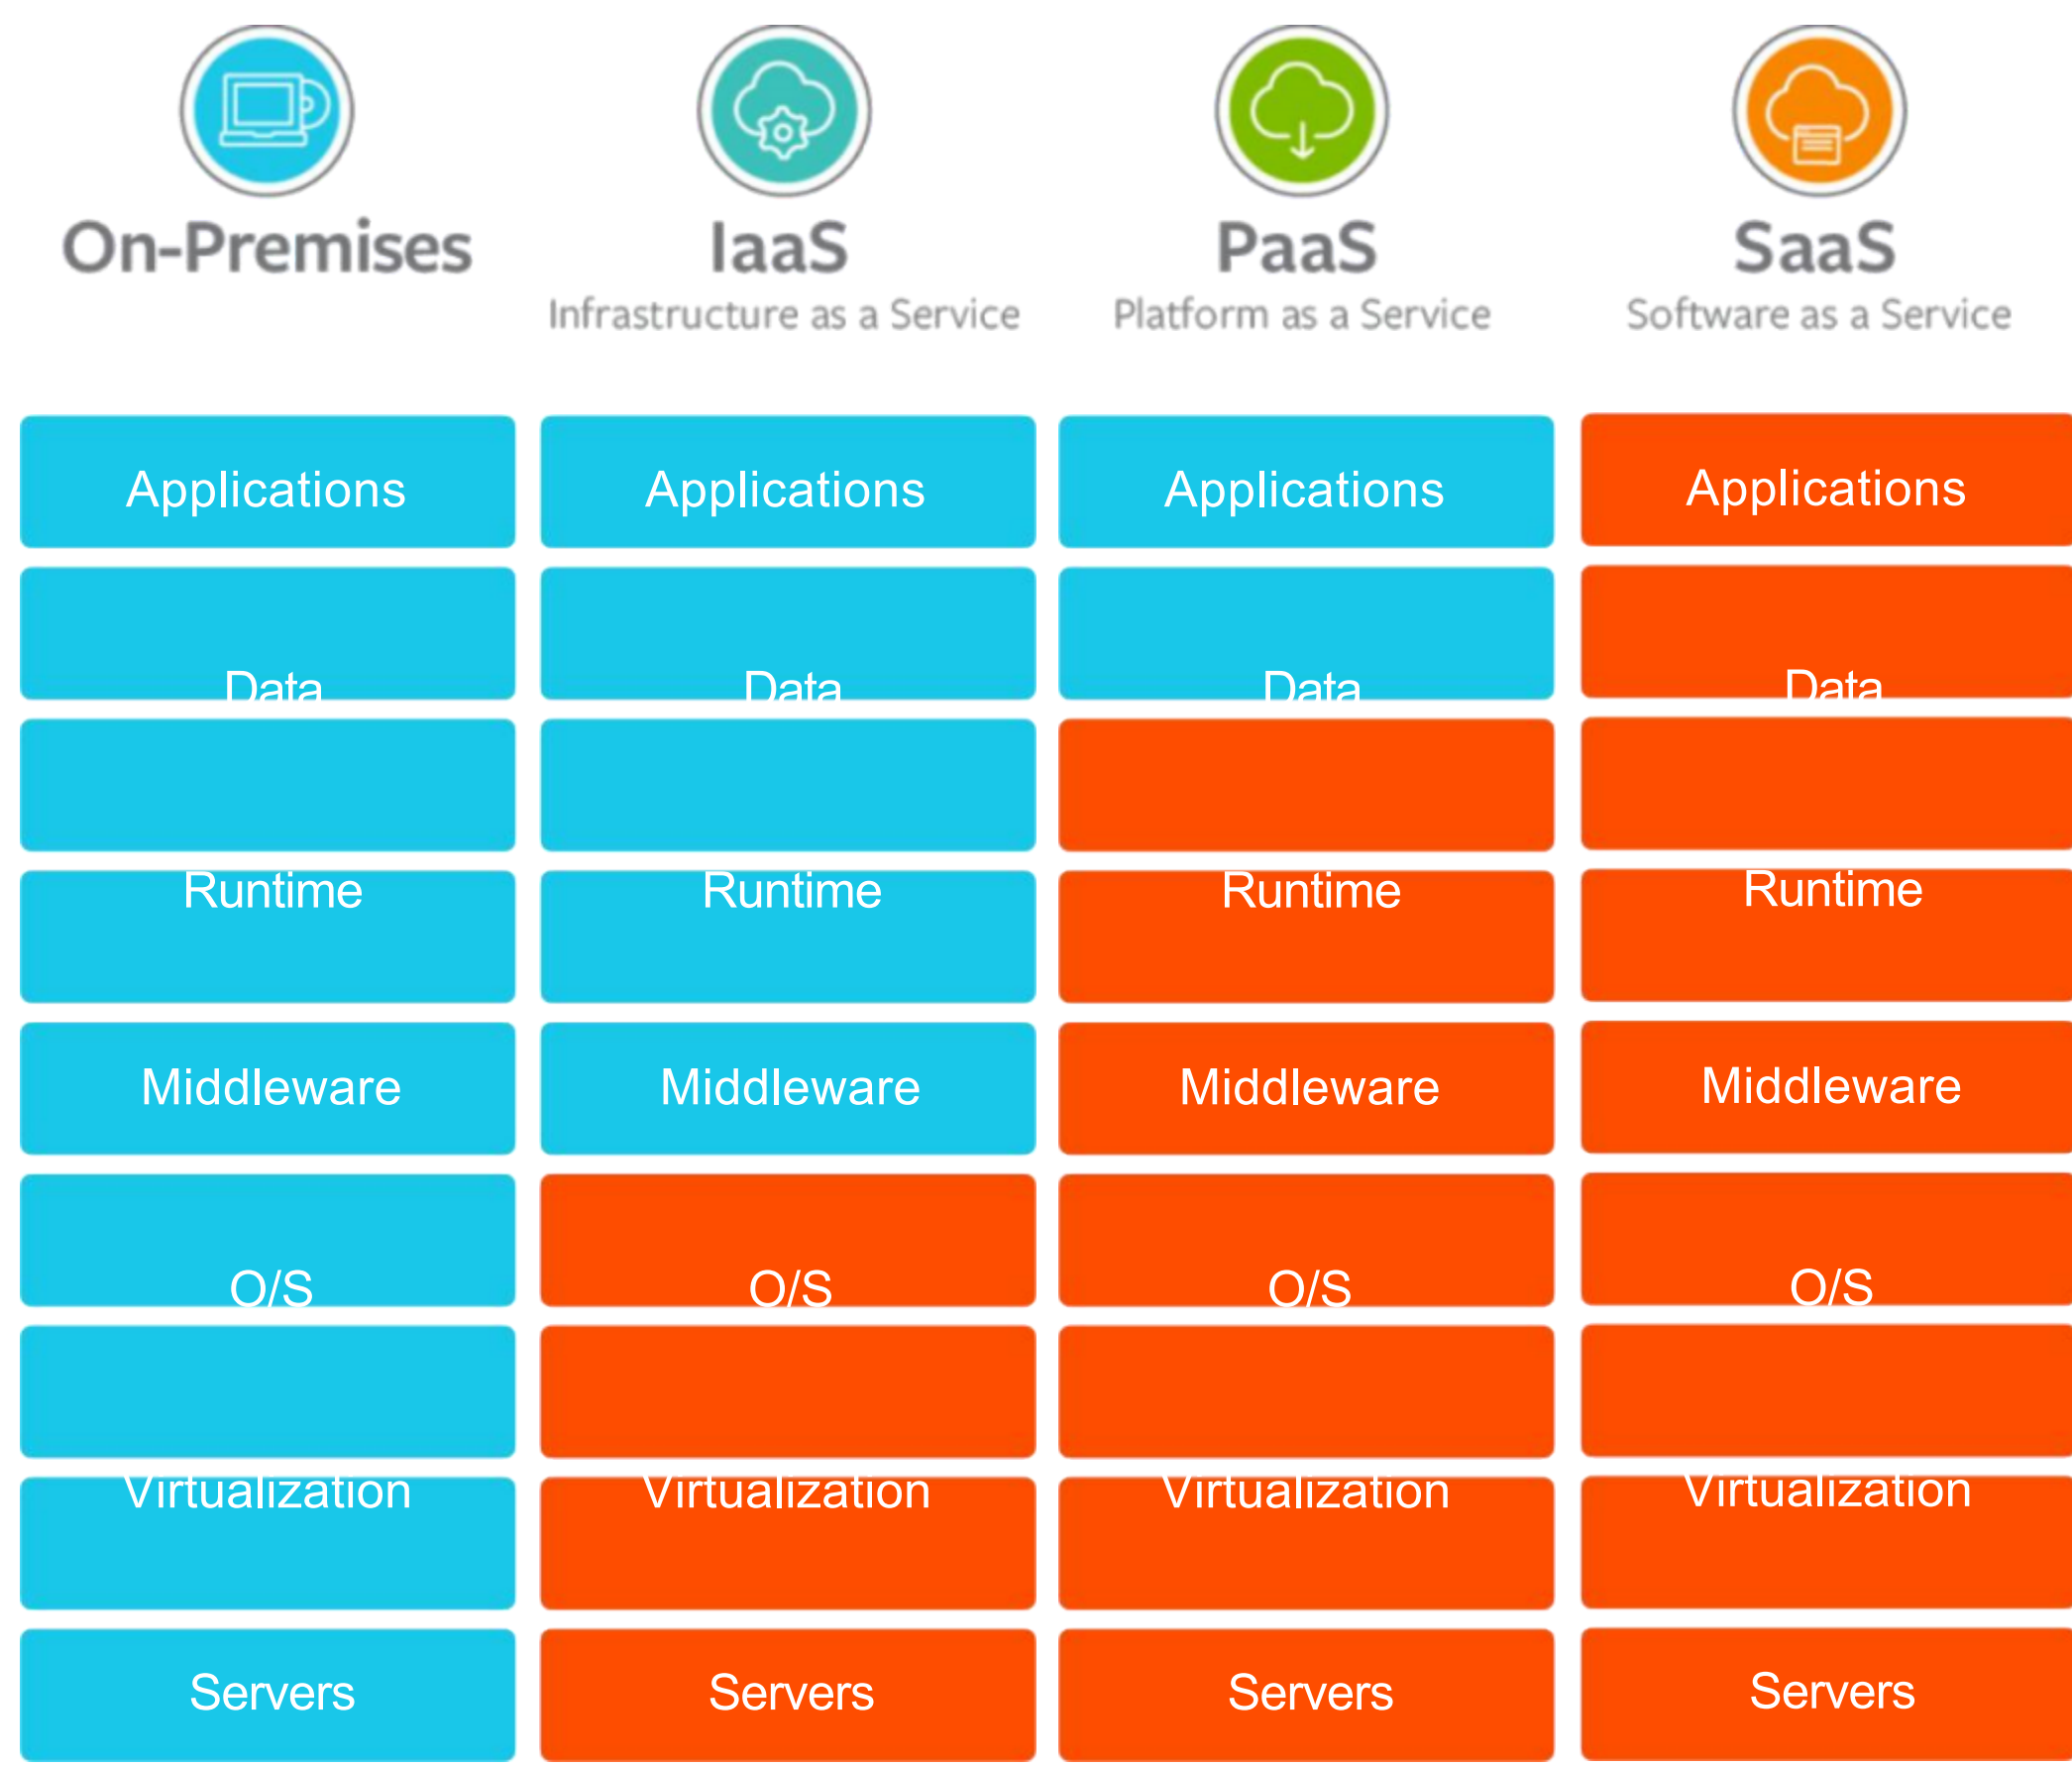 On-Premises
IaaS
PaaS
SaaS
Infrastructure as a Service
Platform as a Service
Software as a Service
Applications
Applications
Applications
Applications
Data
Data
Data
Data
Runtime
Runtime
Runtime
Runtime
Middleware
Middleware
Middleware
Middleware
O/S
O/S
O/S
O/S
Virtualization
Virtualization
Virtualization
Virtualization
Servers
Servers
Servers
Servers